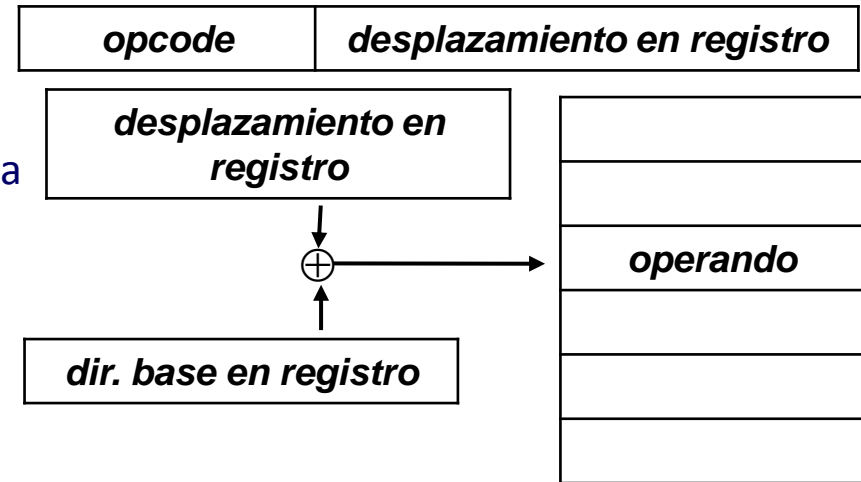 opcode desplazamiento en registro
desplazamiento en
registro
a
operando
dir. base en registro